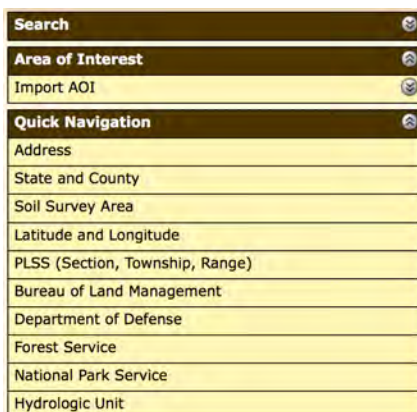 Search
Area of Interest
Import AOI
Quick Navigation
Address
State and County
Soil Survey Area
Latitude and Longitude
PLSS (Section, Township, Range)
Bureau of Land Management
Department of Defense
Forest Service
National Park Service
Hydrologic Unit